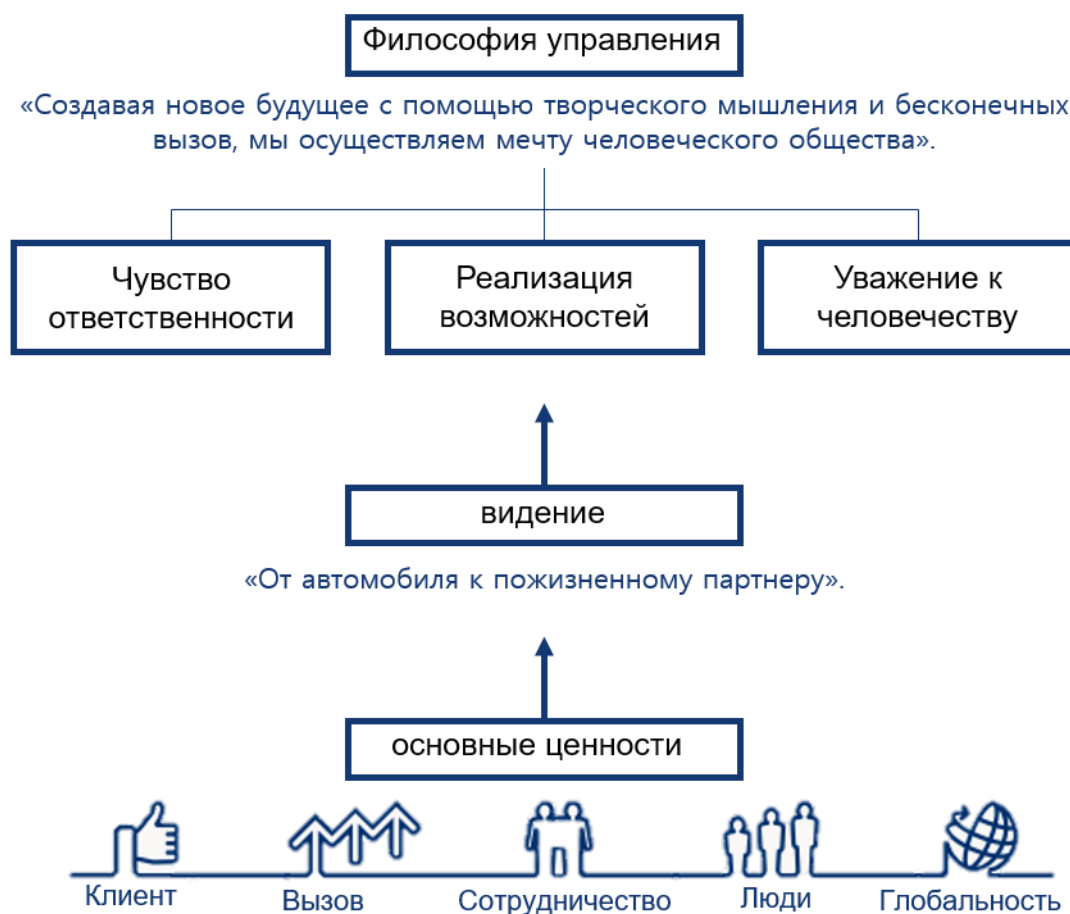 Философия управления
«Создавая новое будущее с помощью творческого мышления и бесконечных
вызов, мы осуществляем мечту человеческого общества».
Чувство
ответственности
Реализация
возможностей
Уважение к
человечеству
видение
«От автомобиля к пожизненному партнеру».
основные ценности
Клиент
Вызов
Сотрудничество
Люди
Глобальность